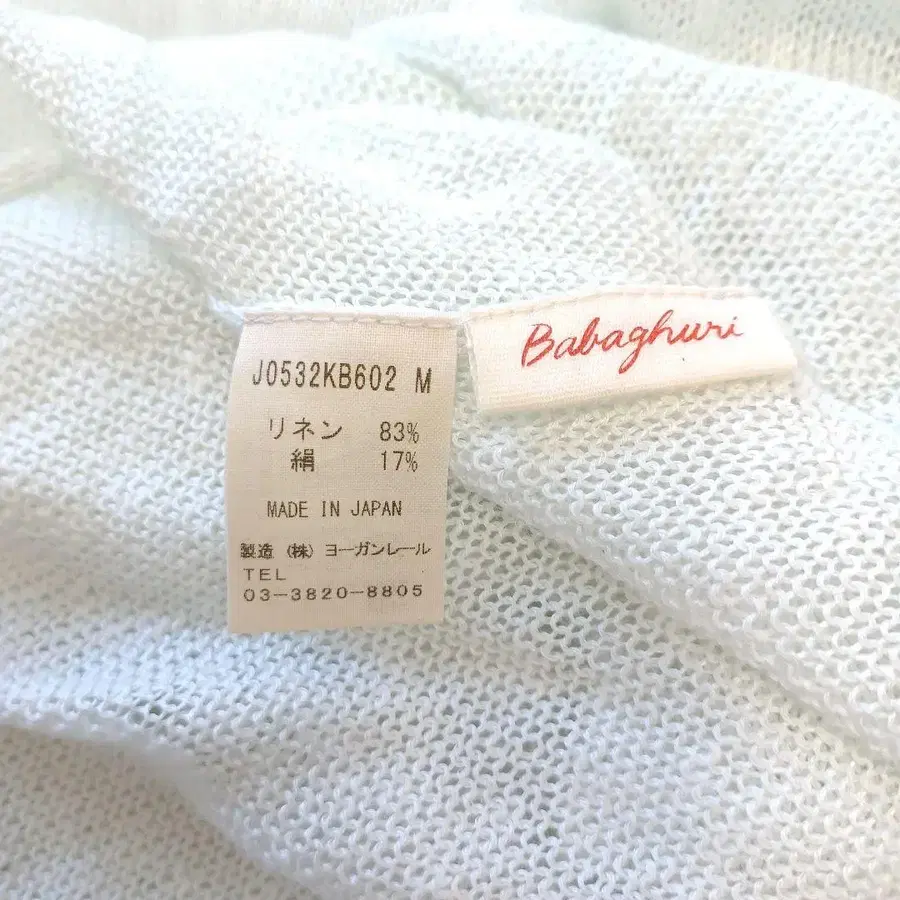 J0532KB602 M
リネン 83%
絹 17%
MADE IN JAPAN
製造 (株) ヨーガンレール
TEL
03-3820-8805
Babaghuri